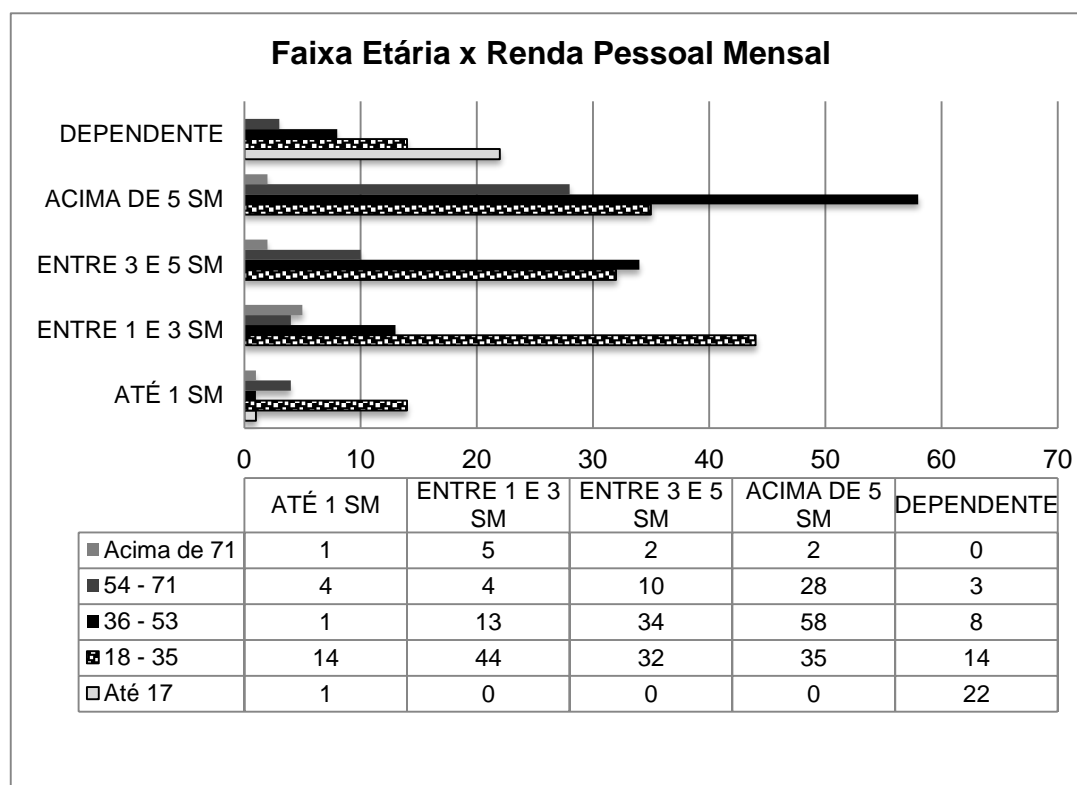 Faixa Etária x Renda Pessoal Mensal
DEPENDENTE
ACIMA DE 5 SM
ENTRE 3 E 5 SM
ENTRE 1 E 3 SM
ATÉ 1 SM
0 10 20 30 40 50 60 70
ATÉ 1 SM ENTRE 1 E 3 SM ENTRE 3 E 5 SM ACIMA DE 5 SM DEPENDENTE
Acima de 71 1 5 2 2 0
54 - 71 4 4 10 28 3
36 - 53 1 13 34 58 8
18 - 35 14 44 32 35 14
Até 17 1 0 0 0 22